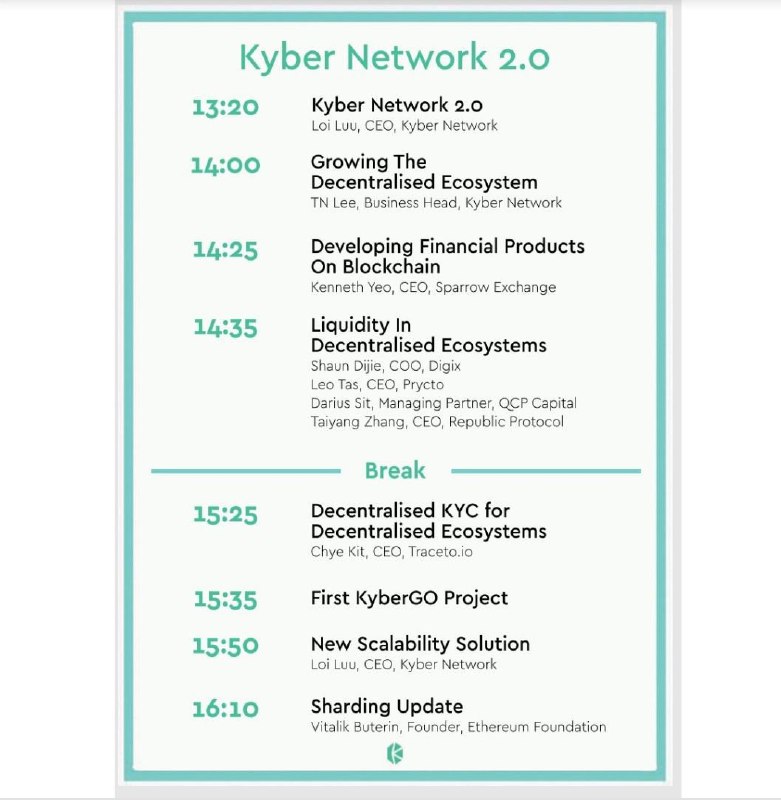 Kyber Network 2.0
13:20 Kyber Network 2.0
Loi Luu, CEO, Kyber Network
14:00 Growing The
Decentralised Ecosystem
TN Lee, Business Head, Kyber Network
14:25 Developing Financial Products
On Blockchain
Kenneth Yeo, CEO, Sparrow Exchange
14:35 Liquidity In
Decentralised Ecosystems
Shaun Dijie, COO, Digix
Leo Tas, CEO, Prycto
Darius Sit, Managing Partner, QCP Capital
Taiyang Zhang, CEO, Republic Protocol
Break
15:25 Decentralised KYC for
Decentralised Ecosystems
Chye Kit, CEO, Traceto.io
15:35 First KyberGO Project
15:50 New Scalability Solution
Loi Luu, CEO, Kyber Network
16:10 Sharding Update
Vitalik Buterin, Founder, Ethereum Foundation